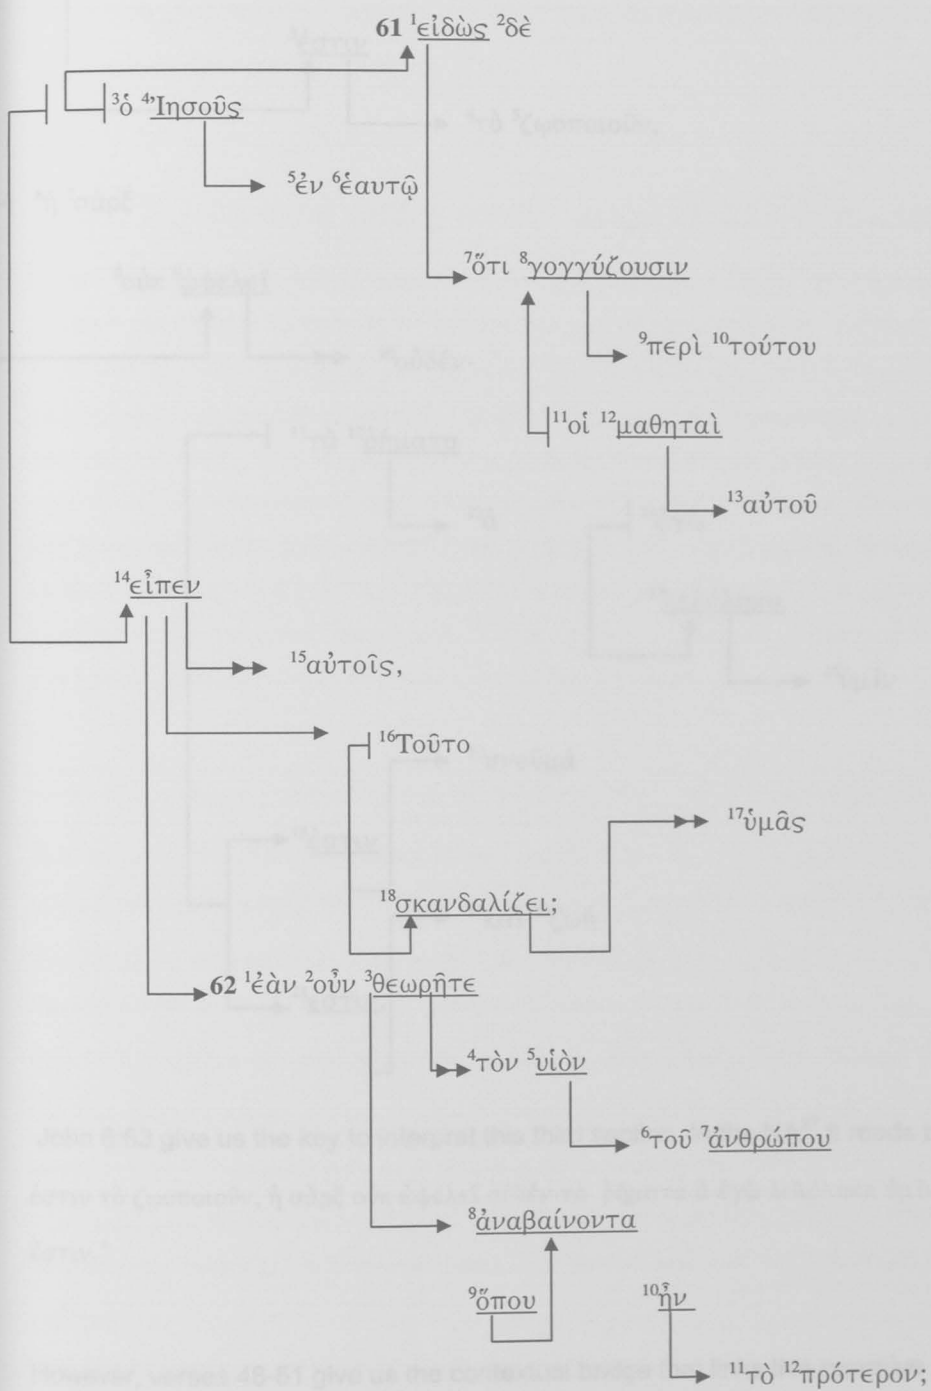 61 ¹εἰδὼς ²δὲ
³ὁ ⁴Ἰησοῦς
⁵ἐν ⁶ἑαυτῷ
⁷ὅτι ⁸γογγύζουσιν
⁹περὶ ¹⁰τούτου
¹¹οἱ ¹²μαθηταὶ
¹³αὐτοῦ
¹⁴εἶπεν
¹⁵αὐτοῖς,
¹⁶Τοῦτο
¹⁷ὑμᾶς
¹⁸σκανδαλίζει;
62 ¹ἐὰν ²οὖν ³θεωρῆτε
⁴τὸν ⁵υἱὸν
⁶τοῦ ⁷ἀνθρώπου
⁸ἀναβαίνοντα
⁹ὅπου
¹⁰ἦν
¹¹τὸ ¹²πρότερον;